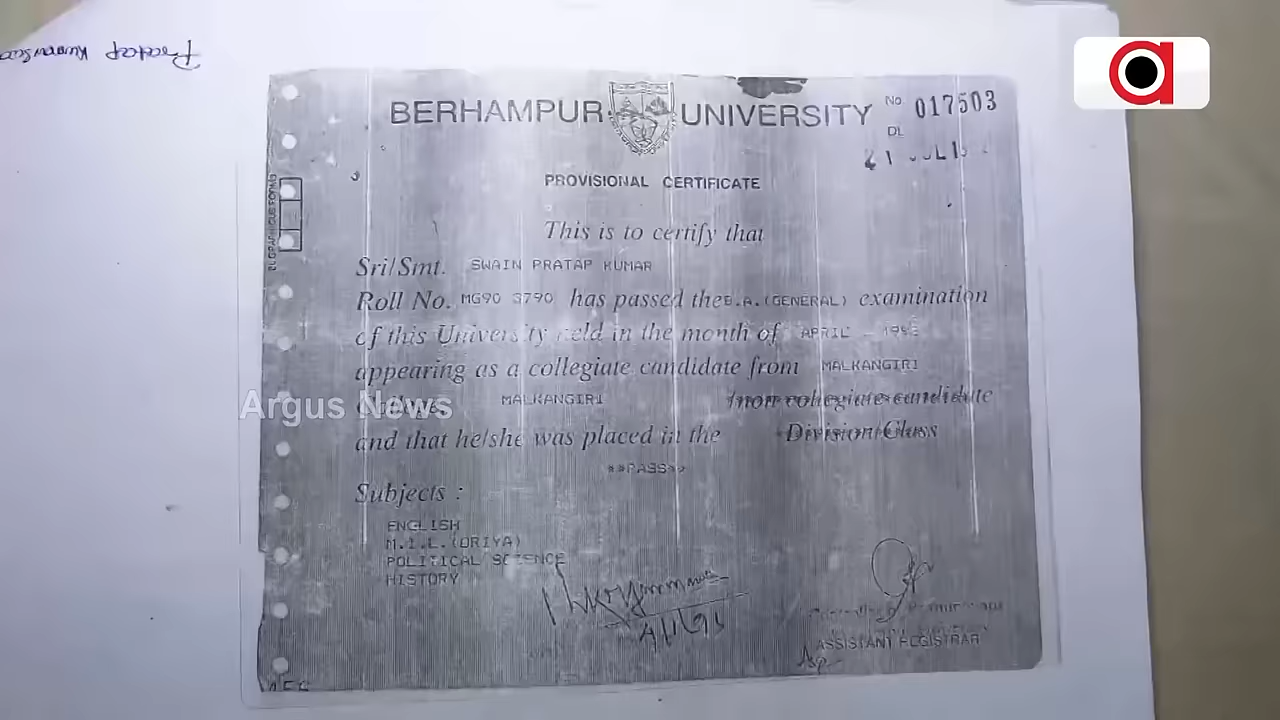 BERHAMPUR UNIVERSITY
No. 017503
DL
PROVISIONAL CERTIFICATE
This is to certify that
Sri/Smt. SWAIN PRATAP KUMAR
Roll No. MG90 3790 has passed the B.A.(GENERAL) examination
of this University held in the month of APRIL –
appearing as a collegiate candidate from MALKANGIRI
MALKANGIRI /non-collegiate candidate
and that he/she was placed in the Division/Class
**PASS**
Subjects :
ENGLISH
M.I.L.(ORIYA)
POLITICAL SCIENCE
HISTORY
ASSISTANT REGISTRAR
Argus News
a